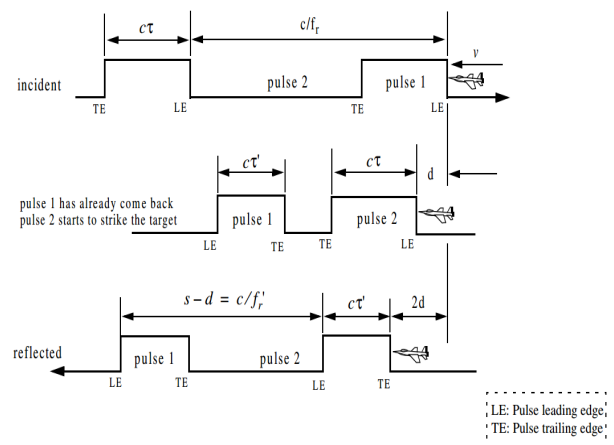 cτ
c/fr
v
incident
pulse 2
pulse 1
TE
LE
TE
LE
cτ'
cτ
d
pulse 1 has already come back
pulse 2 starts to strike the target
pulse 1
pulse 2
LE
TE
TE
LE
s – d = c/fr'
cτ'
2d
reflected
pulse 1
pulse 2
LE
TE
LE
TE
LE: Pulse leading edge
TE: Pulse trailing edge